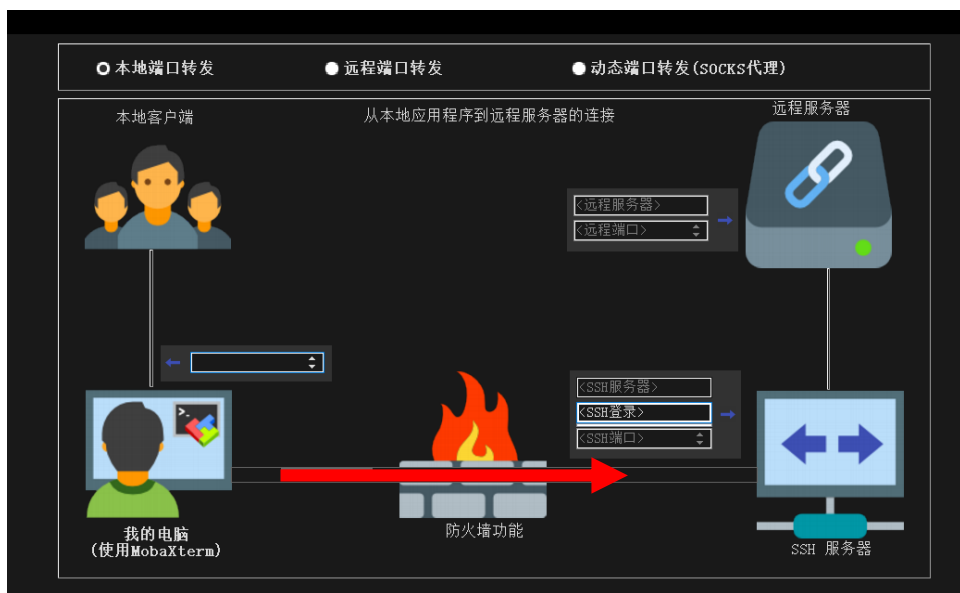 本地端口转发
远程端口转发
动态端口转发(SOCKS代理)
本地客户端
从本地应用程序到远程服务器的连接
远程服务器
<远程服务器>
<远程端口>
<SSH服务器>
<SSH登录>
<SSH端口>
>_
我的电脑
(使用MobaXterm)
防火墙功能
SSH 服务器